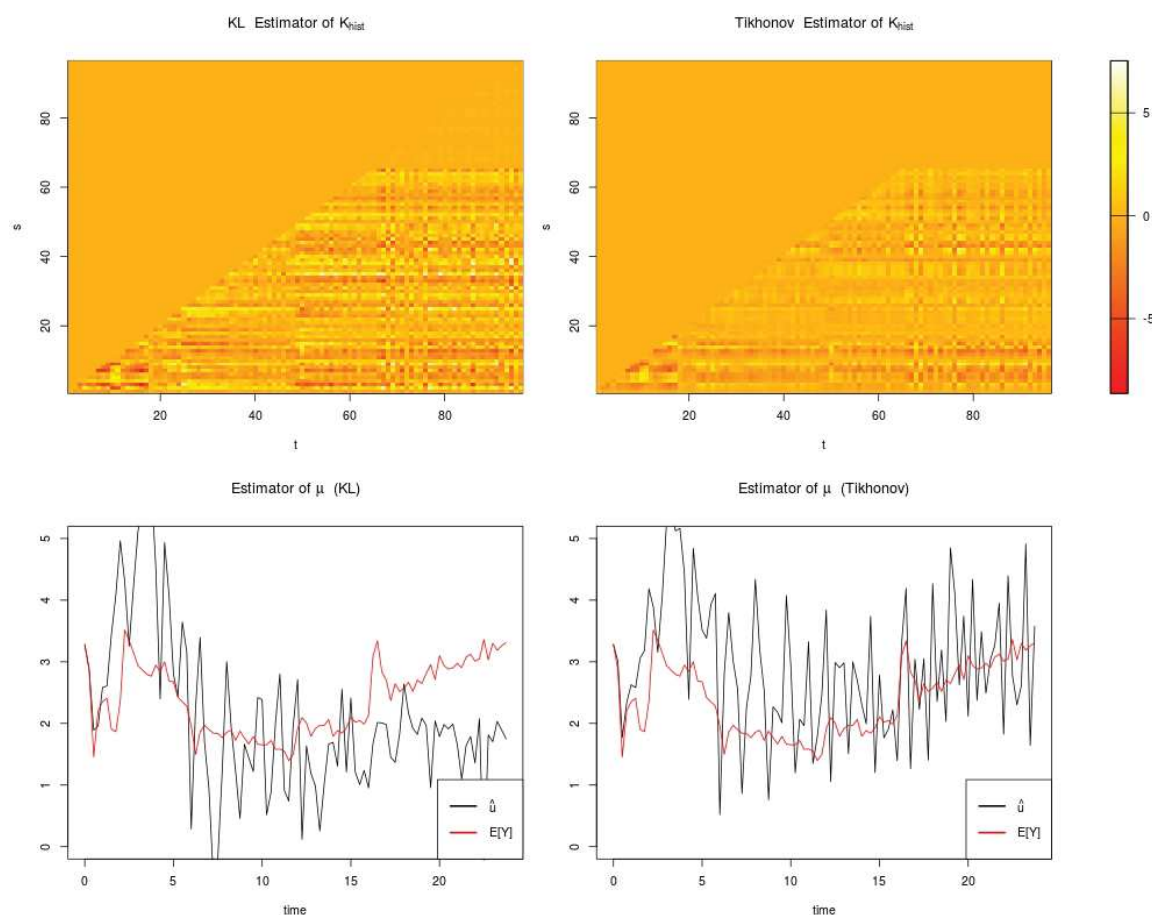 KL Estimator of K_hist
Tikhonov Estimator of K_hist
s
80
60
40
20
20 40 60 80
t
s
80
60
40
20
20 40 60 80
t
5
0
-5
Estimator of μ (KL)
Estimator of μ (Tikhonov)
5
4
3
2
1
0
0 5 10 15 20
time
û
E[Y]
5
4
3
2
1
0
0 5 10 15 20
time
û
E[Y]